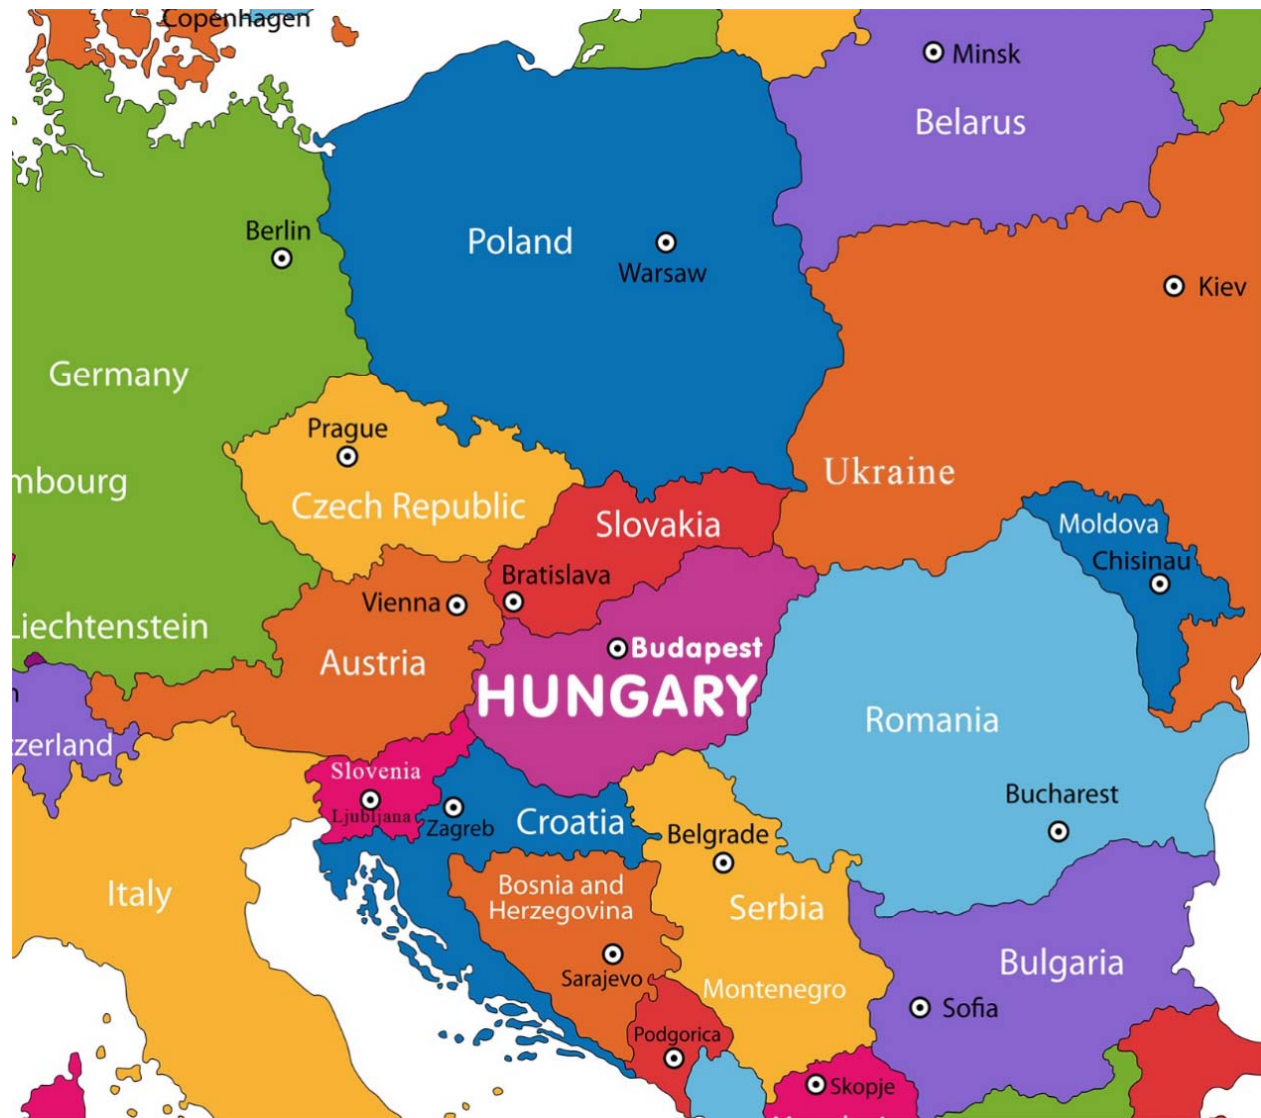 Copenhagen
Minsk
Belarus
Berlin
Poland
Warsaw
Kiev
Germany
Prague
mbourg
Czech Republic
Ukraine
Slovakia
Moldova
Chisinau
Bratislava
Vienna
Liechtenstein
Budapest
Austria
HUNGARY
Romania
zerland
Slovenia
Ljubljana
Zagreb
Croatia
Bucharest
Belgrade
Italy
Bosnia and
Herzegovina
Serbia
Bulgaria
Sarajevo
Montenegro
Sofia
Podgorica
Skopje